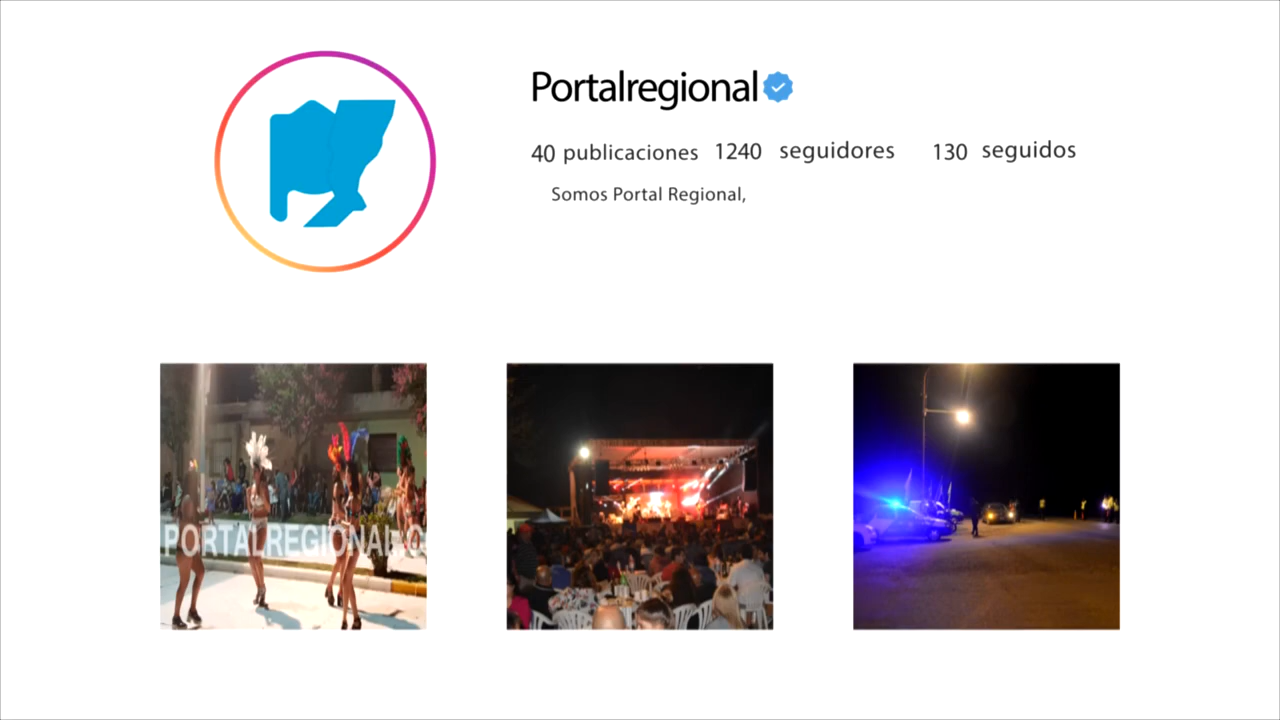 Portalregional
40 publicaciones 1240 seguidores 130 seguidos
Somos Portal Regional,
PORTALREGIONAL.C